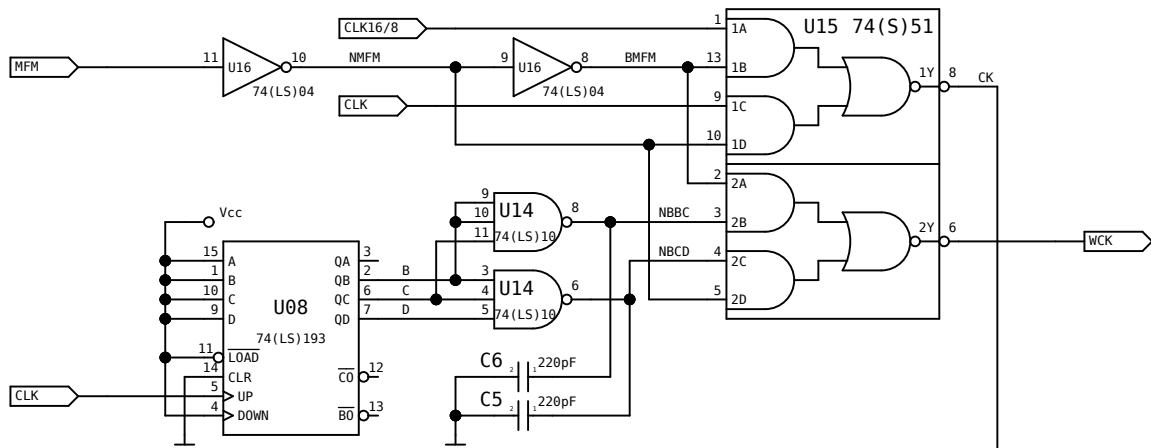 CLK16/8
1
1A
U15 74(S)51
MFM
11
U16
10
NMFM
9
U16
8
BMFM
13
1B
74(LS)04
74(LS)04
1Y
8
CK
CLK
9
1C
10
1D
2
2A
9
10
11
U14
74(LS)10
8
NBBC
3
2B
Vcc
2Y
6
WCK
15
A
QA
3
1
B
QB
2
B
3
U14
NBCD
4
2C
10
C
QC
6
C
4
6
9
D
QD
7
D
5
74(LS)10
5
2D
U08
74(LS)193
11
LOAD
14
CLR
CO
12
C6
2
1
220pF
CLK
5
UP
C5
2
1
220pF
4
DOWN
BO
13